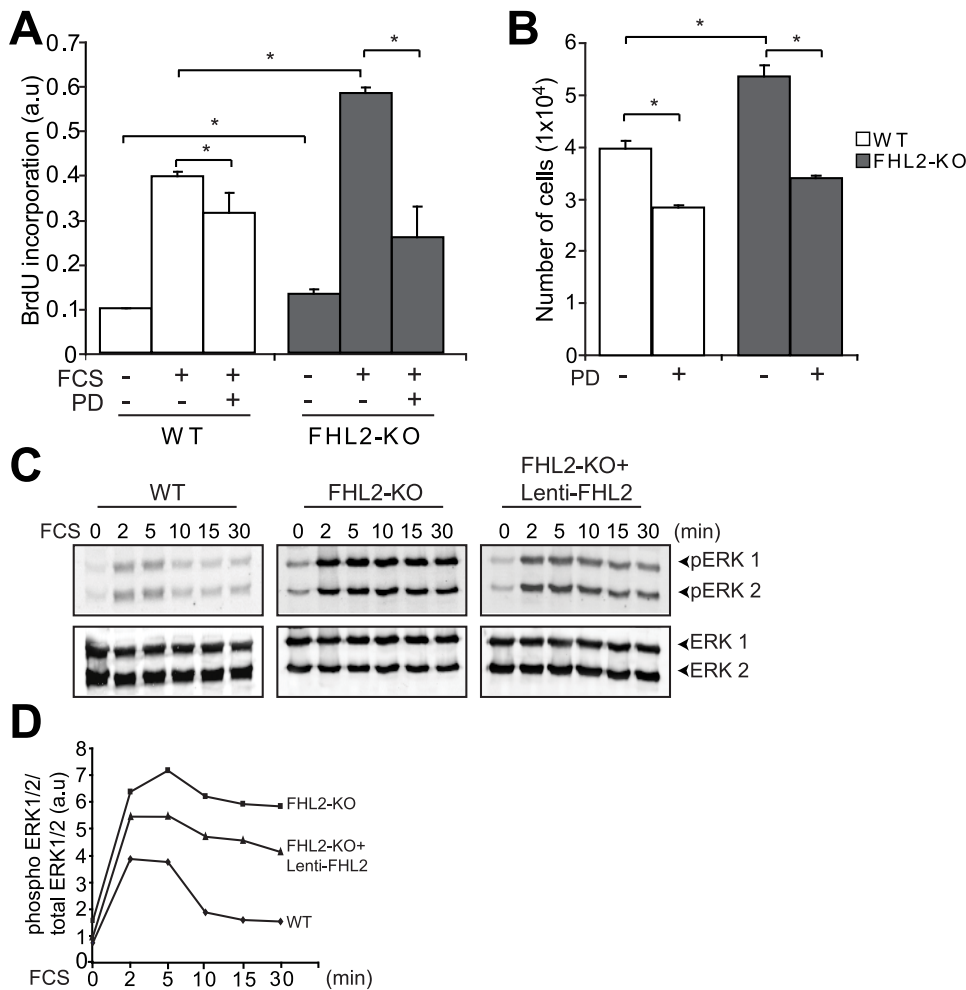 A
BrdU incorporation (a.u)
0.7
0.6
0.5
0.4
0.3
0.2
0.1
0
* * * * *
FCS - + + - + +
PD + +
WT FHL2-KO
B
Number of cells (1x10⁴)
6
5
4
3
2
1
0
* * *
PD - + - +
WT
FHL2-KO
C
WT FHL2-KO FHL2-KO+
Lenti-FHL2
FCS 0 2 5 10 15 30 0 2 5 10 15 30 0 2 5 10 15 30 (min)
pERK 1
pERK 2
ERK 1
ERK 2
D
phospho ERK1/2/
total ERK1/2 (a.u)
8
7
6
5
4
3
2
1
0
FHL2-KO
FHL2-KO+
Lenti-FHL2
WT
FCS 0 2 5 10 15 30 (min)